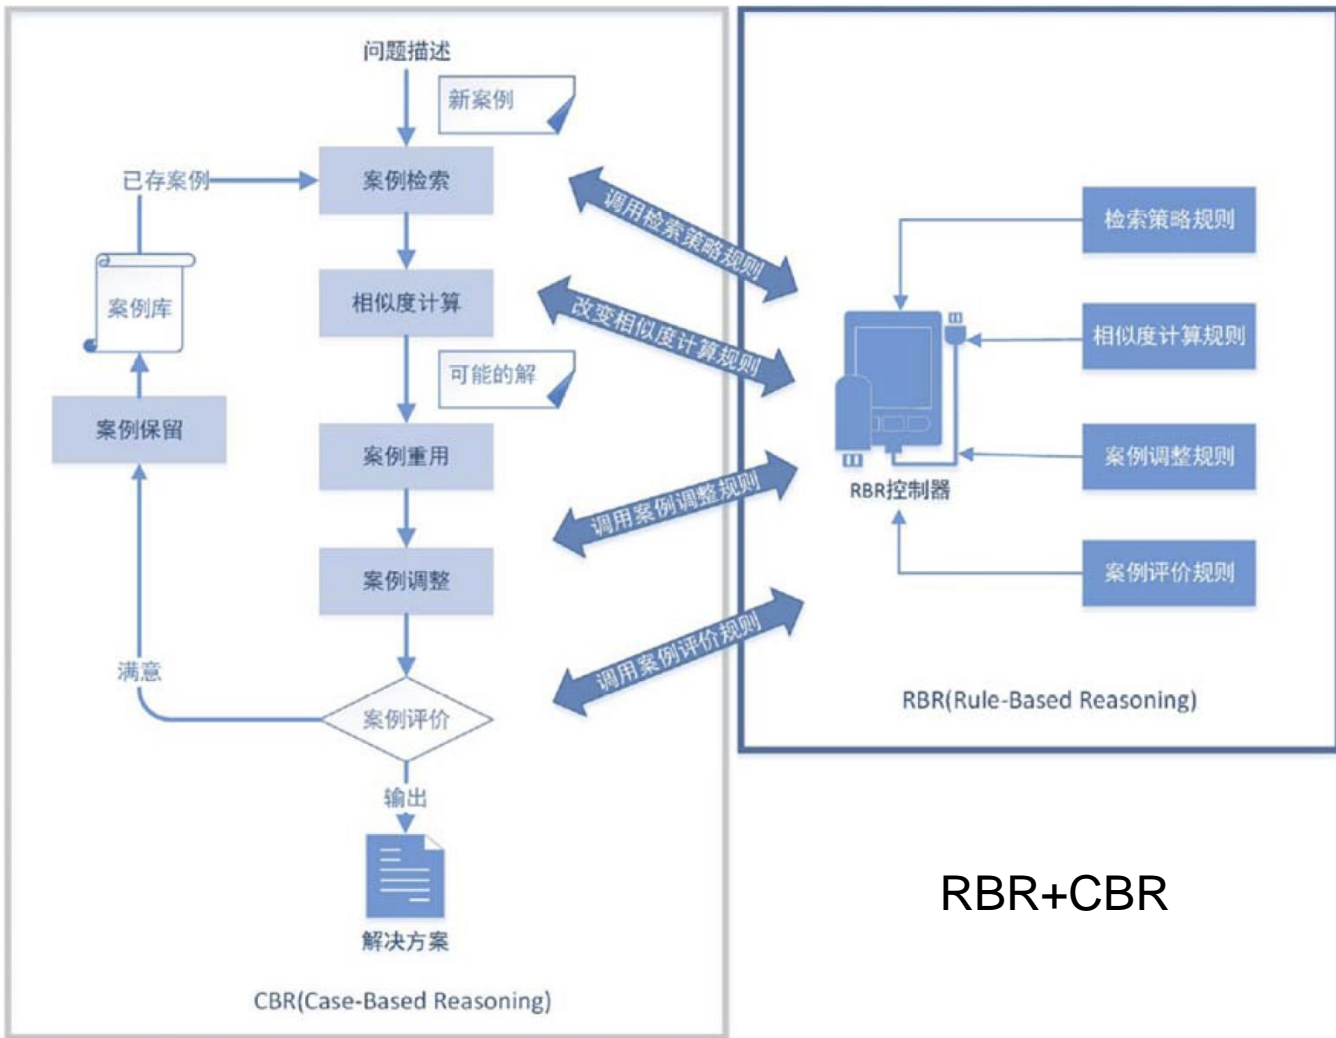 问题描述
新案例
已存案例
案例检索
相似度计算
案例库
可能的解
案例保留
案例重用
案例调整
满意
案例评价
输出
解决方案
CBR(Case-Based Reasoning)
调用检索策略规则
改变相似度计算规则
调用案例调整规则
调用案例评价规则
检索策略规则
相似度计算规则
案例调整规则
RBR控制器
案例评价规则
RBR(Rule-Based Reasoning)
RBR+CBR